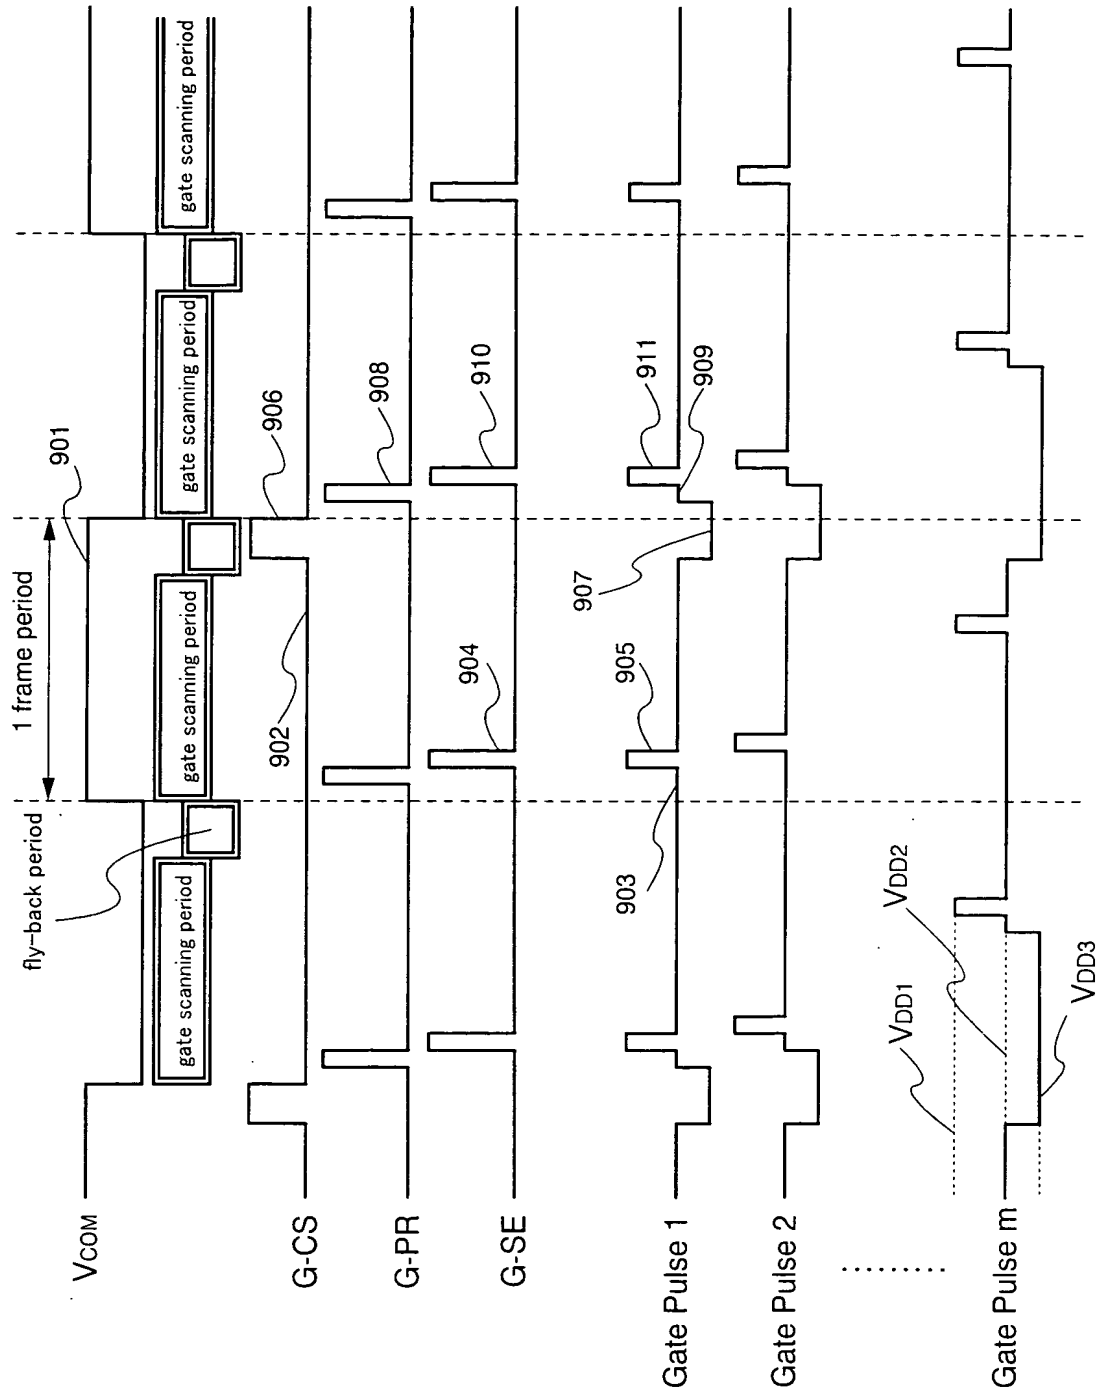 1 frame period
fly-back period
901
VCOM
gate scanning period
gate scanning period
gate scanning period
gate scanning period
906
902
G-CS
908
G-PR
910
904
G-SE
911
909
907
905
903
Gate Pulse 1
Gate Pulse 2
........
VDD1
VDD2
VDD3
Gate Pulse m